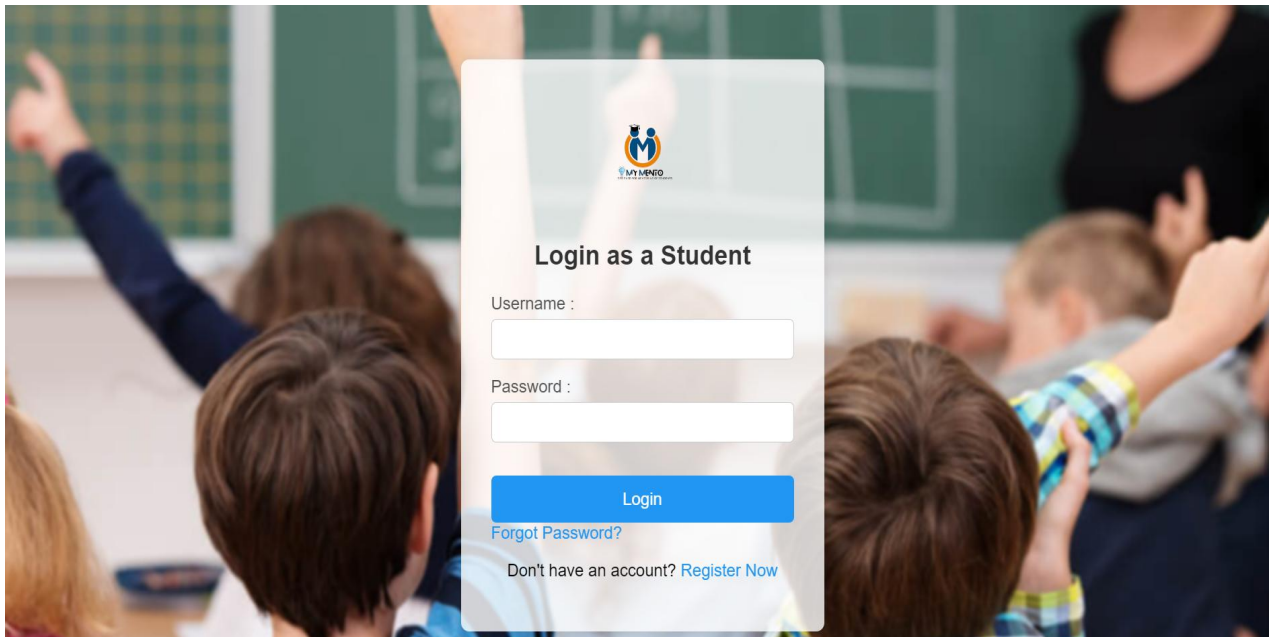 MY MENTO
Login as a Student
Username :
Password :
Login
Forgot Password?
Don't have an account? Register Now